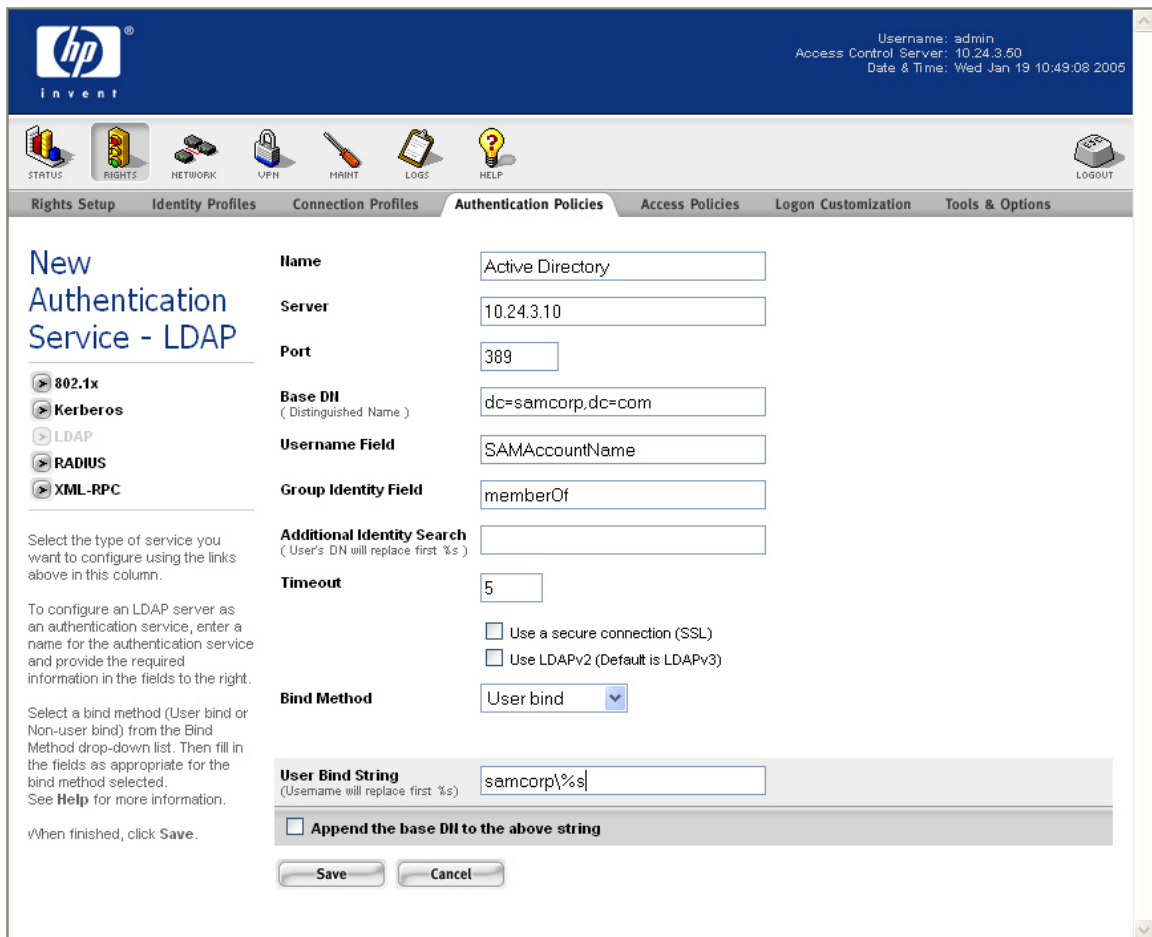 hp
®
invent
Username: admin
Access Control Server: 10.24.3.50
Date & Time: Wed Jan 19 10:49:08 2005
STATUS RIGHTS NETWORK VPN MAINT LOGS HELP LOGOUT
Rights Setup Identity Profiles Connection Profiles Authentication Policies Access Policies Logon Customization Tools & Options
New
Authentication
Service - LDAP
802.1x
Kerberos
LDAP
RADIUS
XML-RPC
Select the type of service you
want to configure using the links
above in this column.
To configure an LDAP server as
an authentication service, enter a
name for the authentication service
and provide the required
information in the fields to the right.
Select a bind method (User bind or
Non-user bind) from the Bind
Method drop-down list. Then fill in
the fields as appropriate for the
bind method selected.
See Help for more information.
When finished, click Save.
Name Active Directory
Server 10.24.3.10
Port 389
Base DN dc=samcorp,dc=com
( Distinguished Name )
Username Field SAMAccountName
Group Identity Field memberOf
Additional Identity Search
( User's DN will replace first %s )
Timeout 5
Use a secure connection (SSL)
Use LDAPv2 (Default is LDAPv3)
Bind Method User bind
User Bind String samcorp\%s
(Username will replace first %s)
Append the base DN to the above string
Save Cancel